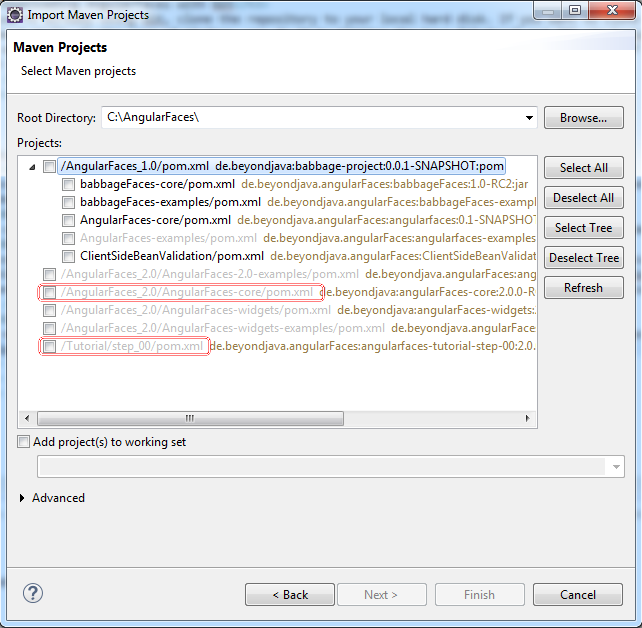 Import Maven Projects
Maven Projects
Select Maven projects
Root Directory: C:\AngularFaces\ Browse...
Projects:
/AngularFaces_1.0/pom.xml de.beyondjava:babbage-project:0.0.1-SNAPSHOT:pom
babbageFaces-core/pom.xml de.beyondjava.angularFaces:babbageFaces:1.0-RC2:jar
babbageFaces-examples/pom.xml de.beyondjava.angularFaces:babbageFaces-exampl
AngularFaces-core/pom.xml de.beyondjava.angularFaces:angularfaces:0.1-SNAPSHOT
AngularFaces-examples/pom.xml de.beyondjava.angularFaces:angularfaces-examples
ClientSideBeanValidation/pom.xml de.beyondjava.angularFaces:ClientSideBeanValidat
/AngularFaces_2.0/AngularFaces-2.0-examples/pom.xml de.beyondjava.angularFaces:ang
/AngularFaces_2.0/AngularFaces-core/pom.xml de.beyondjava:angularFaces-core:2.0.0-R
/AngularFaces_2.0/AngularFaces-widgets/pom.xml de.beyondjava:angularFaces-widgets:
/AngularFaces_2.0/AngularFaces-widgets-examples/pom.xml de.beyondjava.angularFaces
/Tutorial/step_00/pom.xml de.beyondjava.angularFaces:angularfaces-tutorial-step-00:2.0.
Select All
Deselect All
Select Tree
Deselect Tree
Refresh
Add project(s) to working set
Advanced
? < Back Next > Finish Cancel